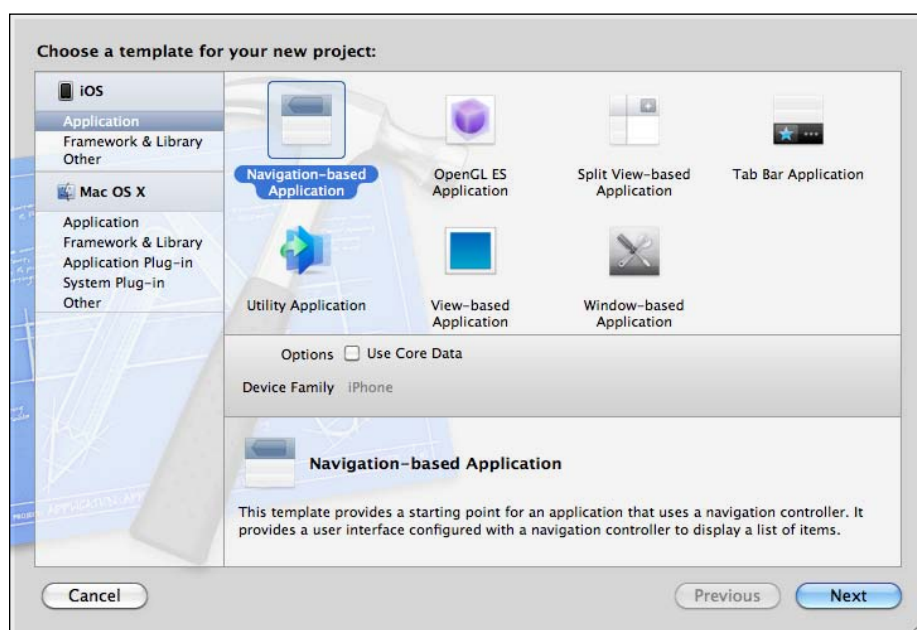 Choose a template for your new project:
iOS
Application
Framework & Library
Other
Mac OS X
Application
Framework & Library
Application Plug-in
System Plug-in
Other
Navigation-based
Application
OpenGL ES
Application
Split View-based
Application
Tab Bar Application
Utility Application
View-based
Application
Window-based
Application
Options Use Core Data
Device Family iPhone
Navigation-based Application
This template provides a starting point for an application that uses a navigation controller. It
provides a user interface configured with a navigation controller to display a list of items.
Cancel
Previous
Next